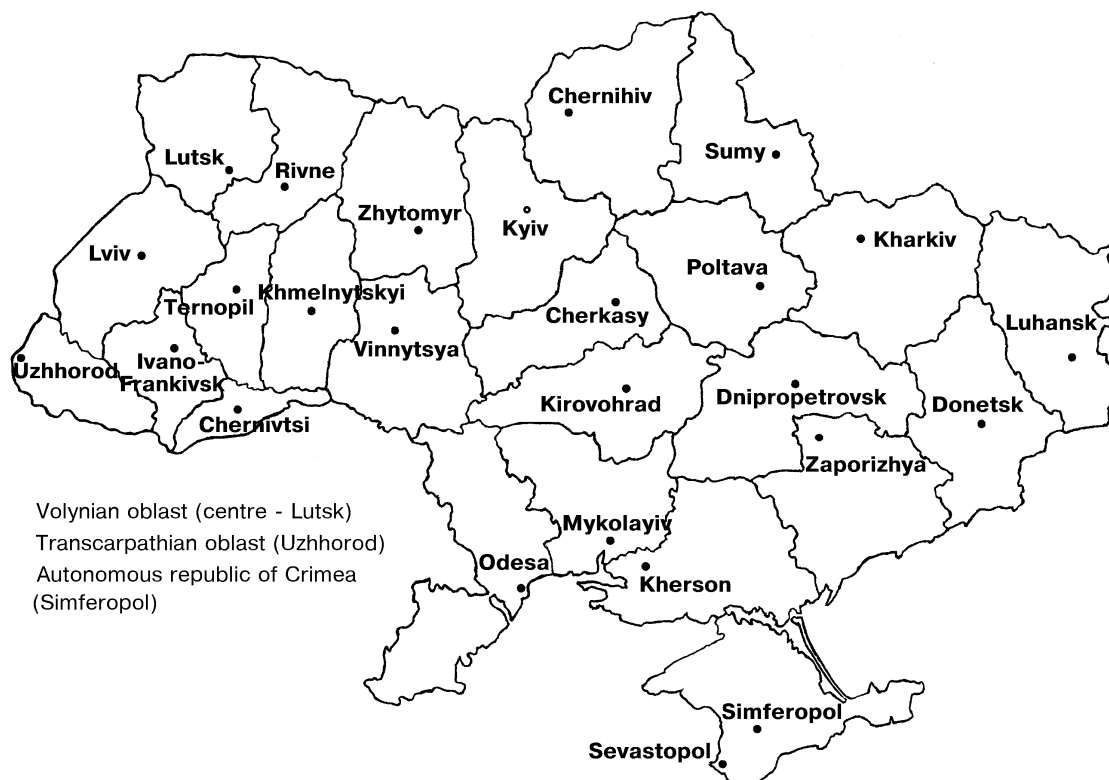 Chernihiv
Sumy
Lutsk
Rivne
Zhytomyr
Kyiv
Kharkiv
Lviv
Poltava
Ternopil
Khmelnytskyi
Cherkasy
Luhansk
Vinnytsya
Uzhhorod
Ivano-
Frankivsk
Kirovohrad
Dnipropetrovsk
Donetsk
Chernivtsi
Zaporizhya
Volynian oblast (centre - Lutsk)
Transcarpathian oblast (Uzhhorod)
Autonomous republic of Crimea
(Simferopol)
Mykolayiv
Odesa
Kherson
Simferopol
Sevastopol